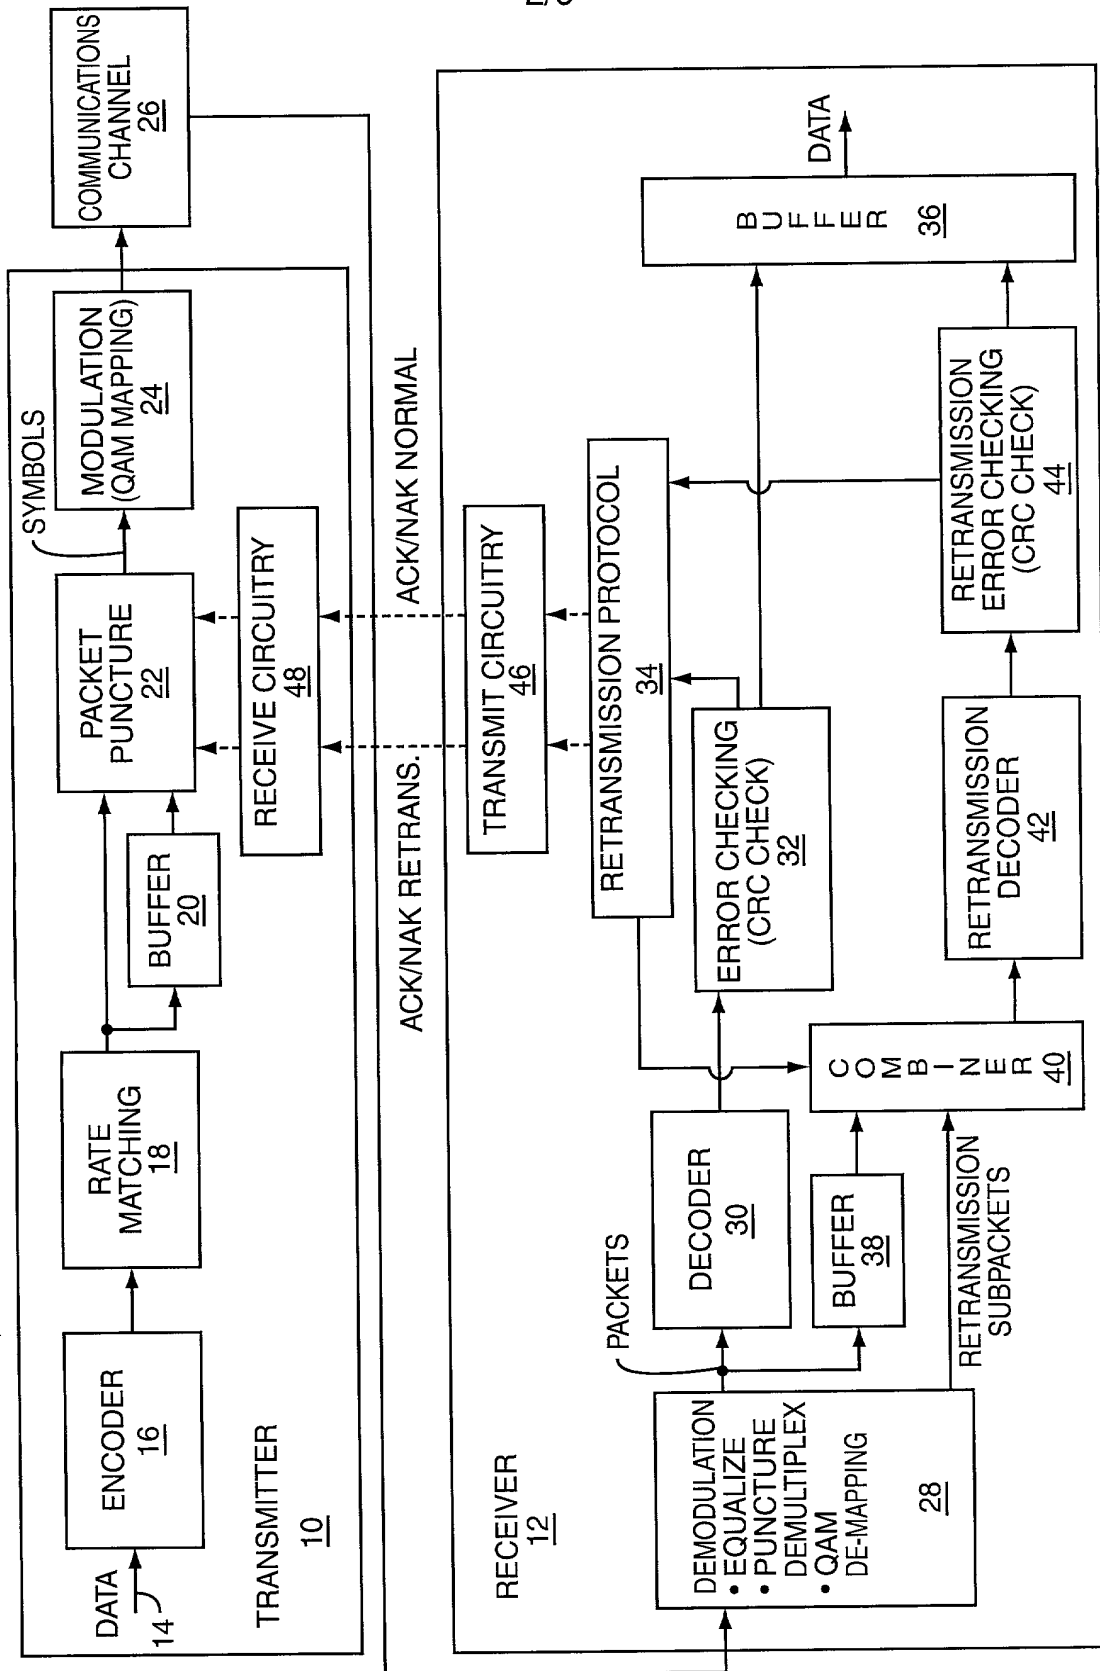 DATA
14
ENCODER
16
RATE
MATCHING
18
BUFFER
20
PACKET
PUNCTURE
22
SYMBOLS
MODULATION
(QAM MAPPING)
24
COMMUNICATIONS
CHANNEL
26
RECEIVE CIRCUITRY
48
TRANSMITTER
10
ACK/NAK RETRANS.
ACK/NAK NORMAL
RECEIVER
12
TRANSMIT CIRCUITRY
46
RETRANSMISSION PROTOCOL
34
DEMODULATION
• EQUALIZE
• PUNCTURE
DEMULTIPLEX
• QAM
DE-MAPPING
28
PACKETS
DECODER
30
ERROR CHECKING
(CRC CHECK)
32
BUFFER
36
DATA
BUFFER
38
RETRANSMISSION
SUBPACKETS
COMBINER
40
RETRANSMISSION
DECODER
42
RETRANSMISSION
ERROR CHECKING
(CRC CHECK)
44